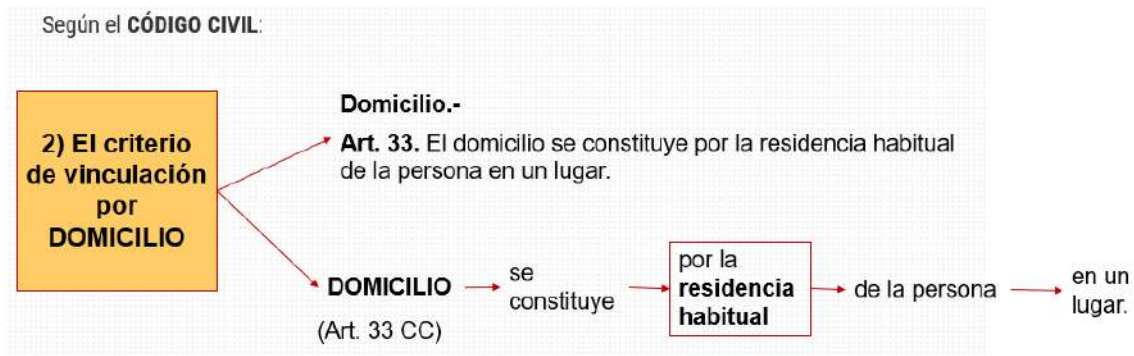 Según el CÓDIGO CIVIL:
2) El criterio
de vinculación
por
DOMICILIO
Domicilio.-
Art. 33. El domicilio se constituye por la residencia habitual
de la persona en un lugar.
DOMICILIO
(Art. 33 CC)
se
constituye
por la
residencia
habitual
de la persona
en un
lugar.